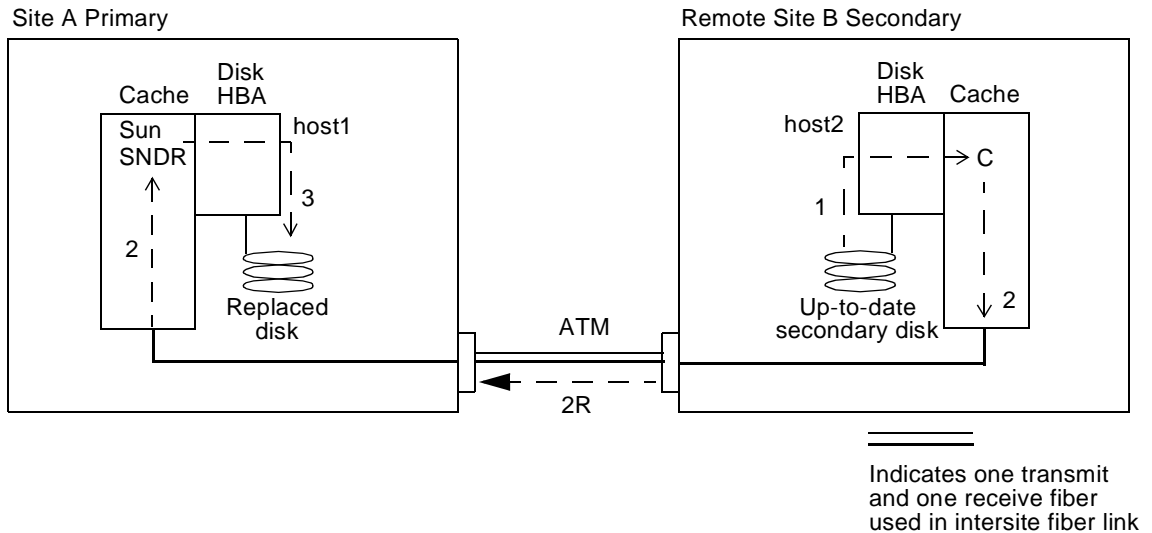 Site A Primary
Remote Site B Secondary
Cache
Disk
HBA
host1
Sun
SNDR
2
3
Replaced
disk
ATM
2R
host2
Disk
HBA
Cache
C
1
2
Up-to-date
secondary disk
Indicates one transmit
and one receive fiber
used in intersite fiber link